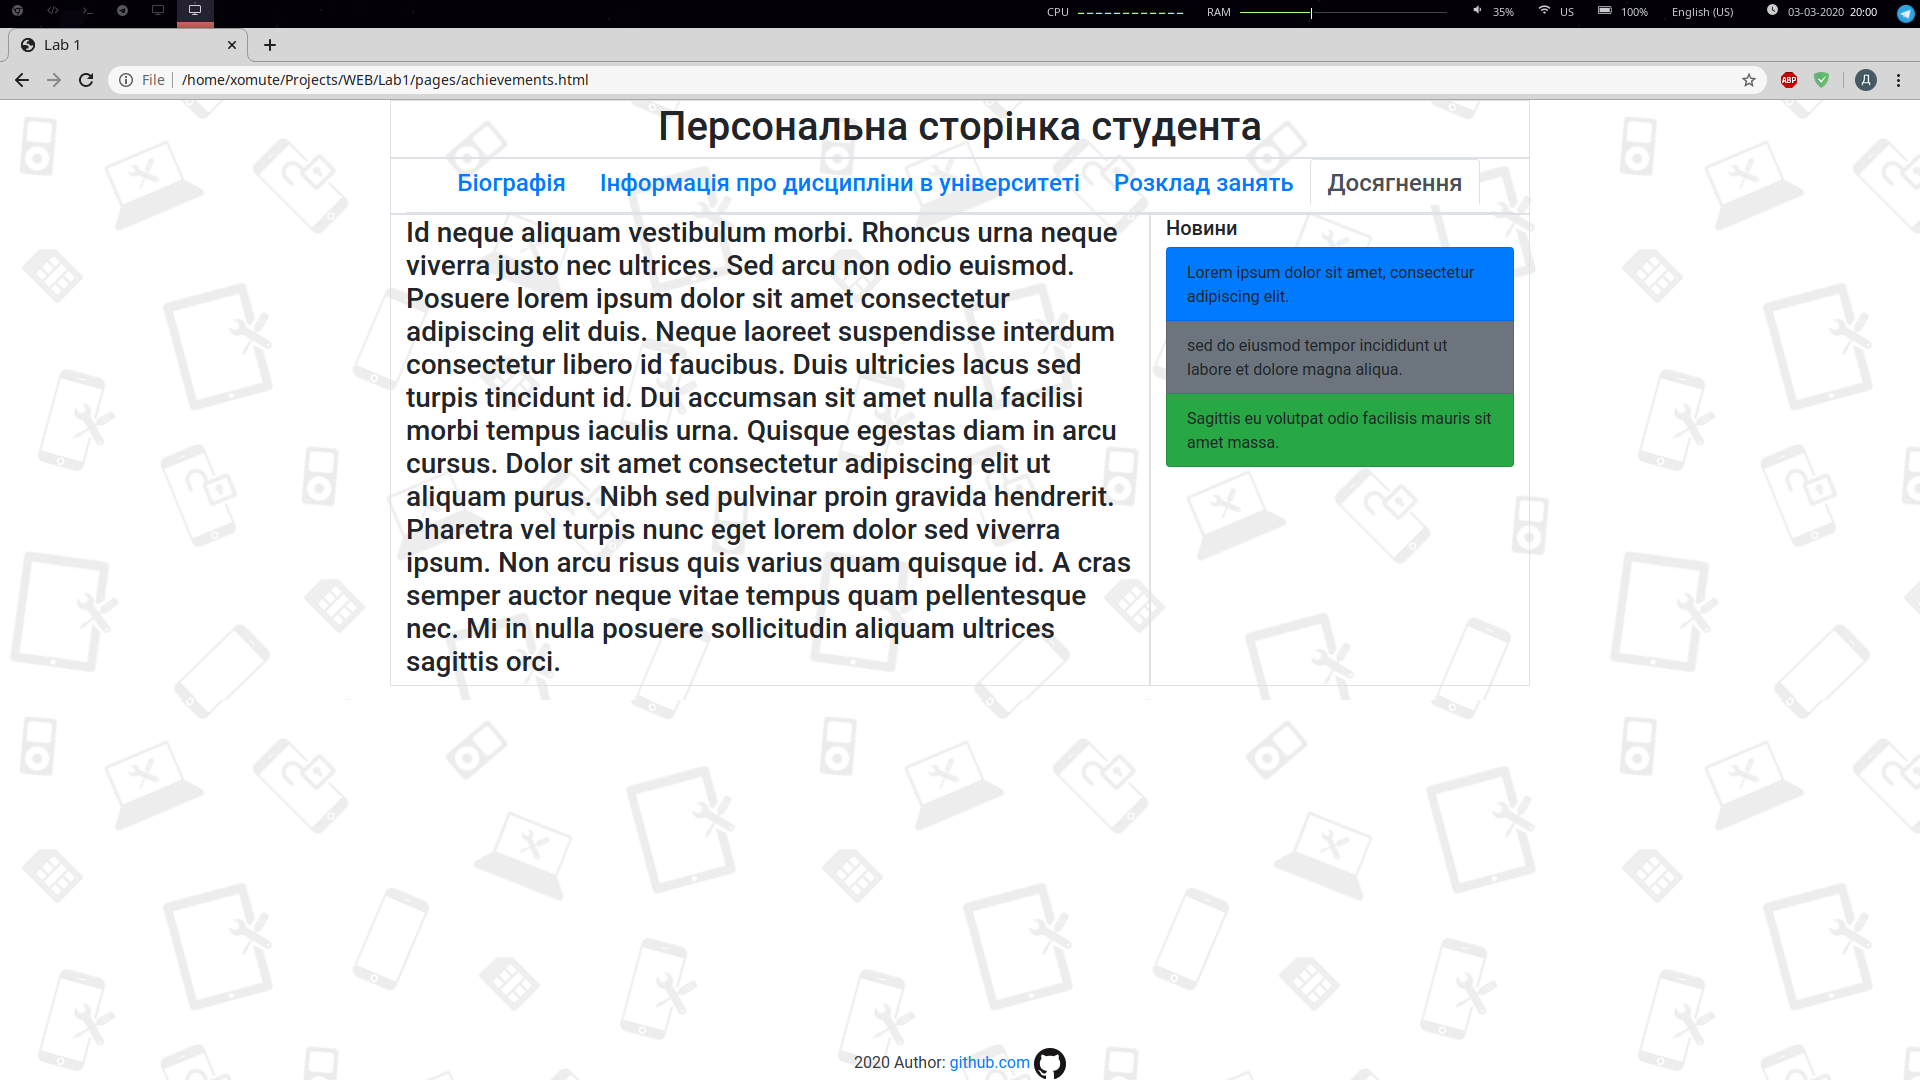 CPU
RAM
35%
US
100%
English (US)
03-03-2020 20:00
Lab 1
File
/home/xomute/Projects/WEB/Lab1/pages/achievements.html
ABP
Д
Персональна сторінка студента
Біографія
Інформація про дисципліни в університеті
Розклад занять
Досягнення
Id neque aliquam vestibulum morbi. Rhoncus urna neque
viverra justo nec ultrices. Sed arcu non odio euismod.
Posuere lorem ipsum dolor sit amet consectetur
adipiscing elit duis. Neque laoreet suspendisse interdum
consectetur libero id faucibus. Duis ultricies lacus sed
turpis tincidunt id. Dui accumsan sit amet nulla facilisi
morbi tempus iaculis urna. Quisque egestas diam in arcu
cursus. Dolor sit amet consectetur adipiscing elit ut
aliquam purus. Nibh sed pulvinar proin gravida hendrerit.
Pharetra vel turpis nunc eget lorem dolor sed viverra
ipsum. Non arcu risus quis varius quam quisque id. A cras
semper auctor neque vitae tempus quam pellentesque
nec. Mi in nulla posuere sollicitudin aliquam ultrices
sagittis orci.
Новини
Lorem ipsum dolor sit amet, consectetur
adipiscing elit.
sed do eiusmod tempor incididunt ut
labore et dolore magna aliqua.
Sagittis eu volutpat odio facilisis mauris sit
amet massa.
2020 Author: github.com